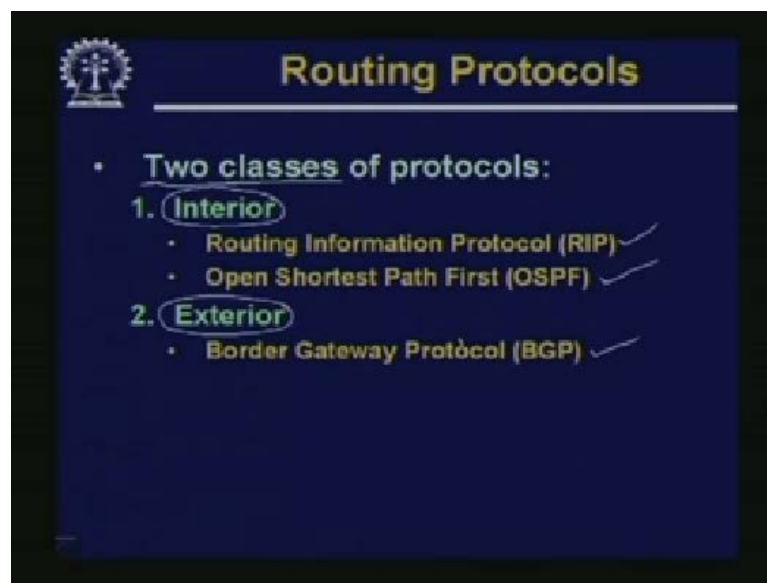 Routing Protocols
• Two classes of protocols:
1. Interior
• Routing Information Protocol (RIP)
• Open Shortest Path First (OSPF)
2. Exterior
• Border Gateway Protocol (BGP)